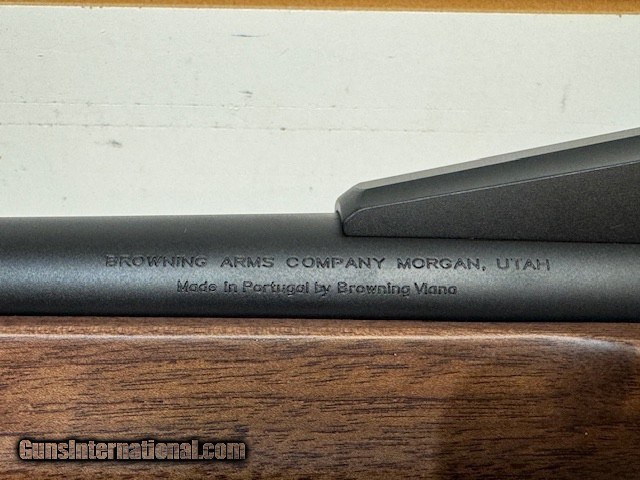 BROWNING ARMS COMPANY MORGAN, UTAH
Made in Portugal by Browning Viana
GunsInternational.com